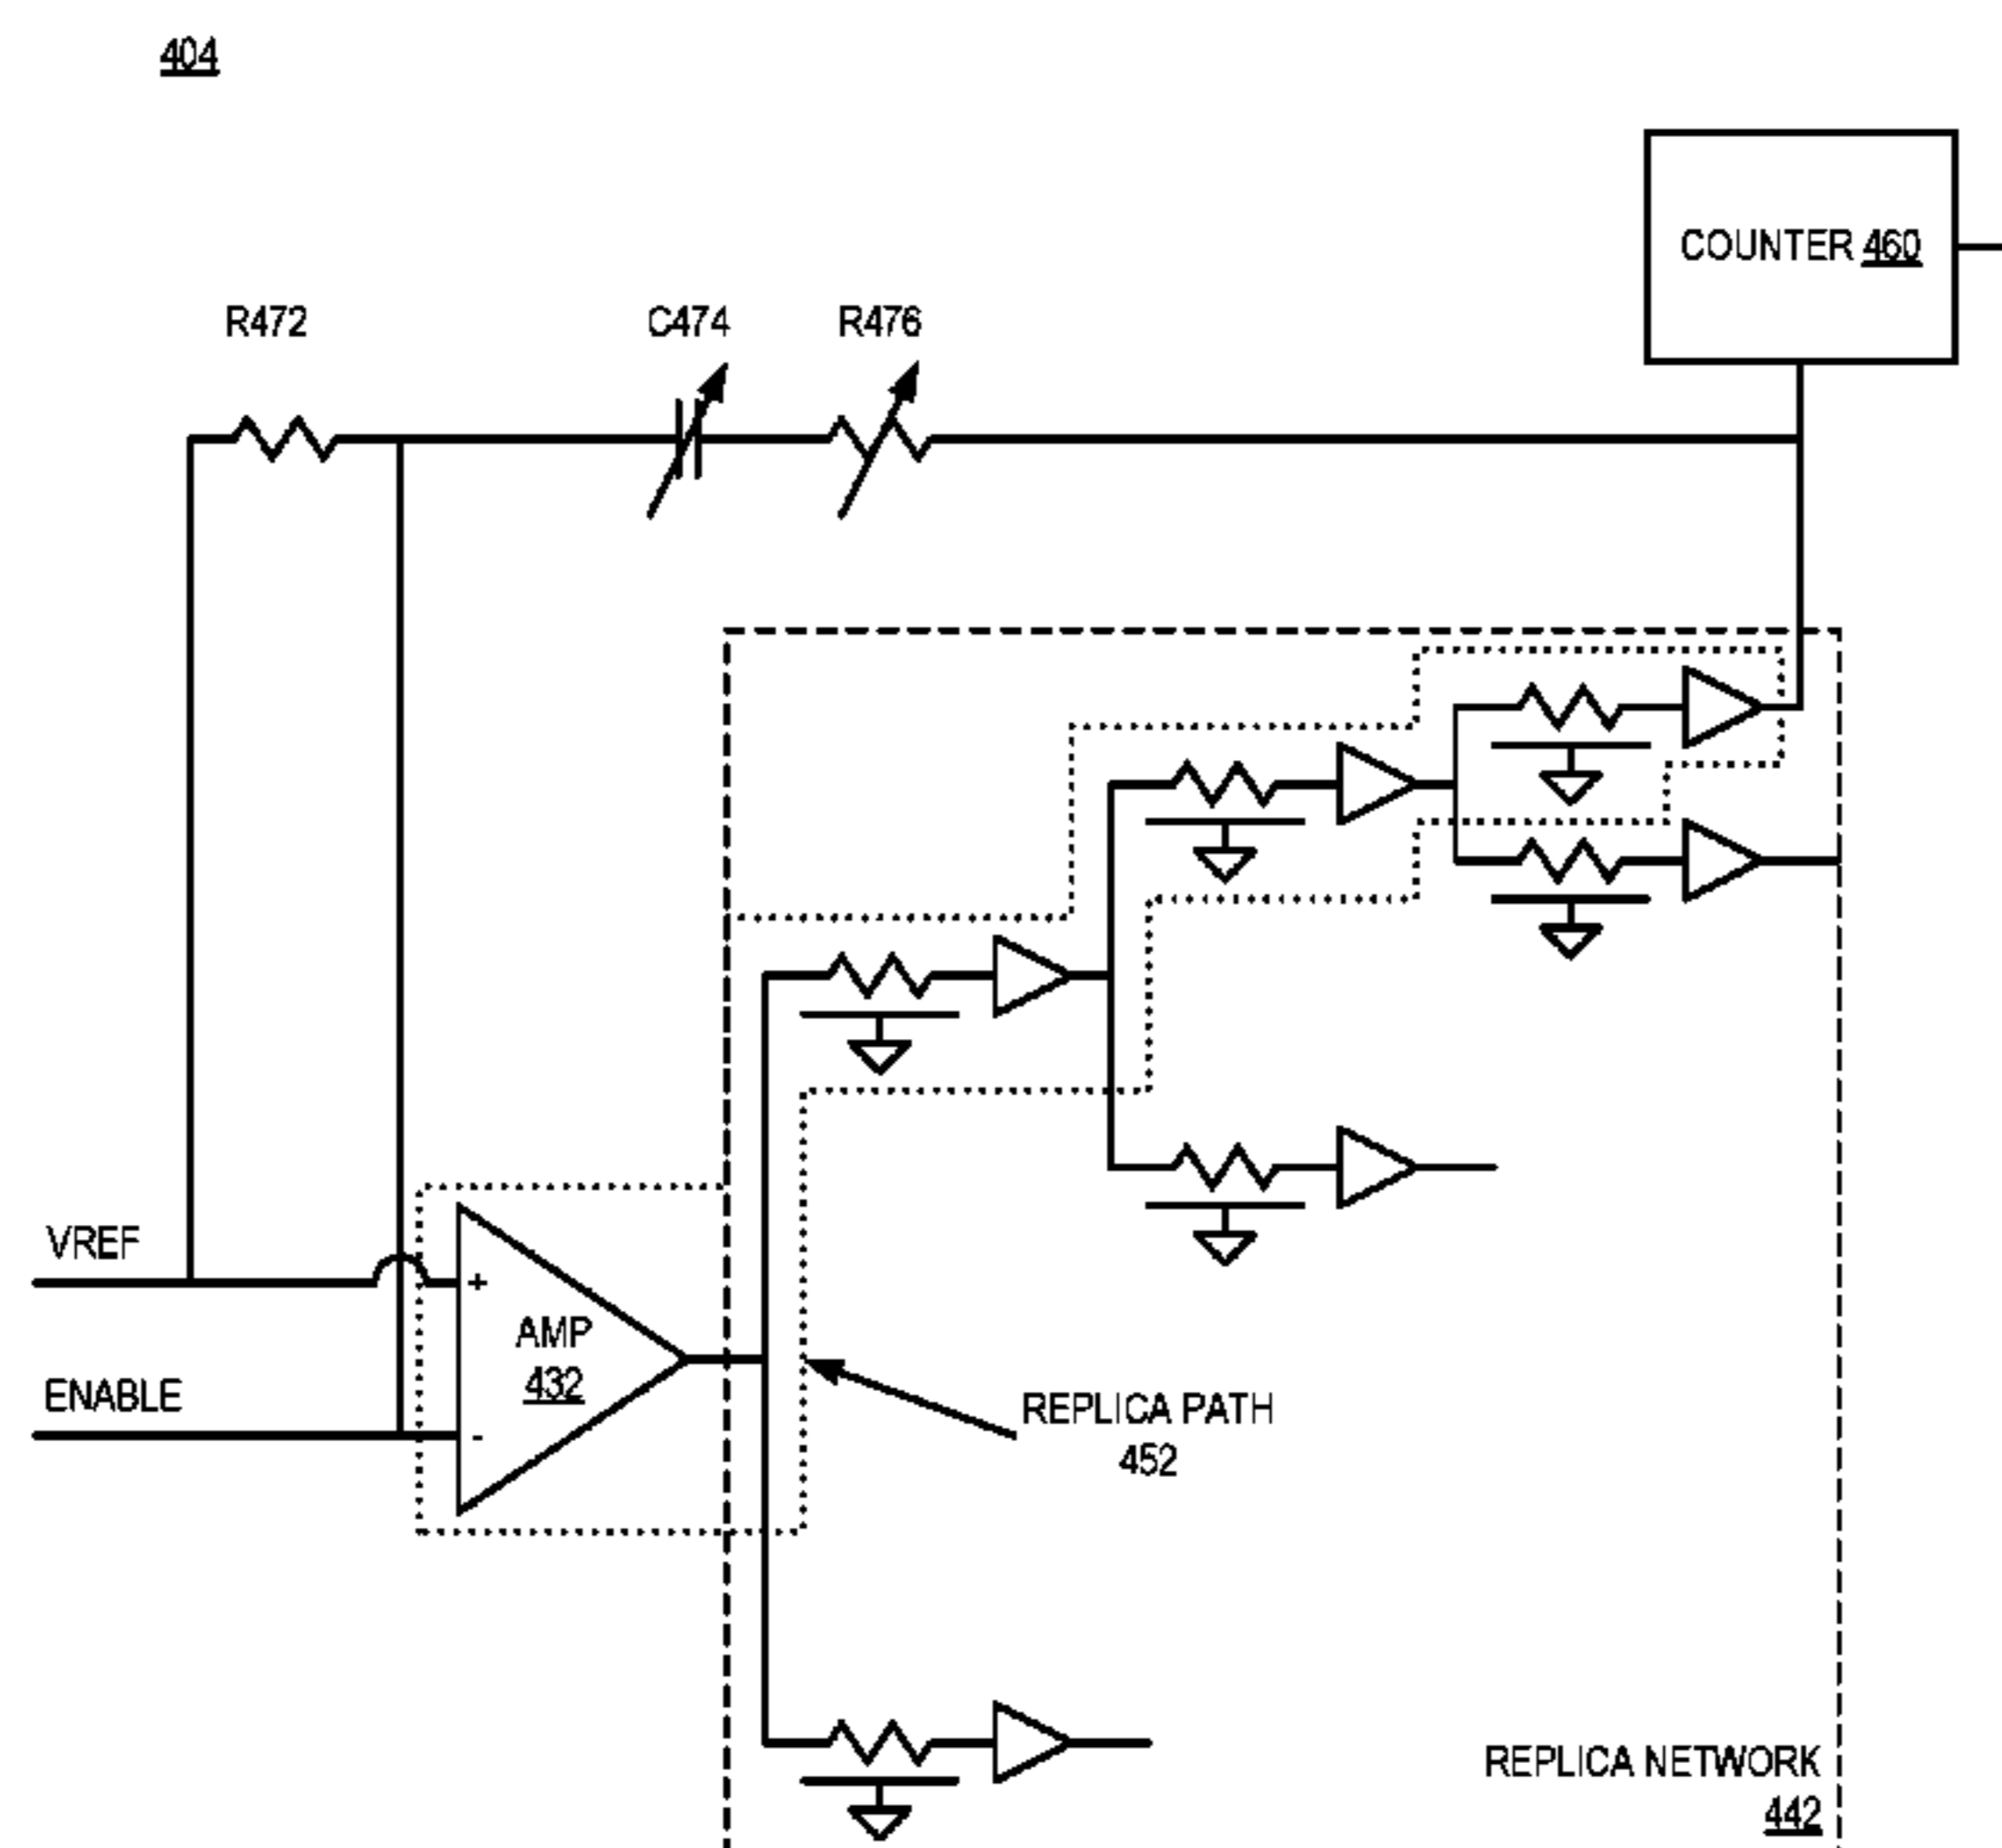 404
COUNTER 460
R472
C474
R476
VREF
+
AMP
432
ENABLE
-
REPLICA PATH
452
REPLICA NETWORK
442